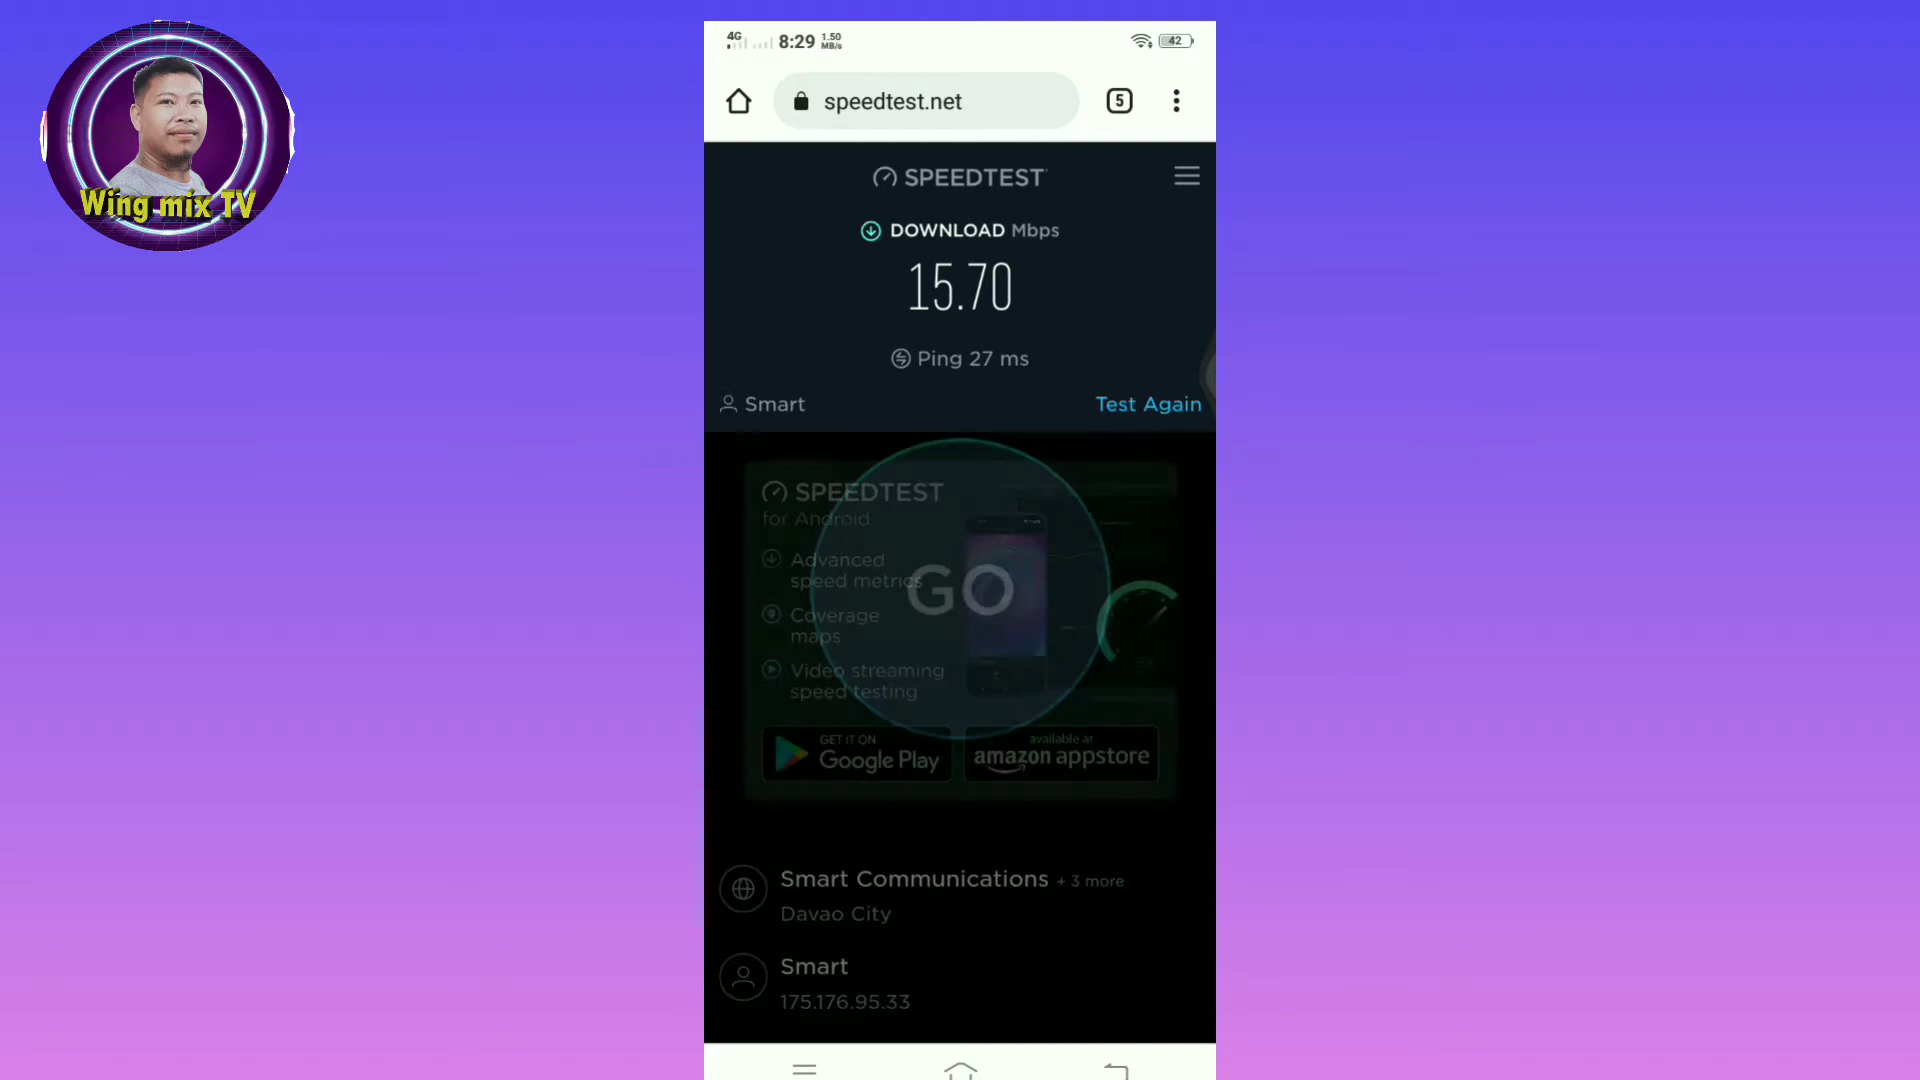 Wing mix TV
4G 8:29 1.50 MB/s 42
speedtest.net 5
SPEEDTEST
DOWNLOAD Mbps
15.70
Ping 27 ms
Smart Test Again
SPEEDTEST
for Android
Advanced
speed metrics
Coverage
maps
Video streaming
speed testing
GO
GET IT ON
Google Play
available at
amazon appstore
Smart Communications + 3 more
Davao City
Smart
175.176.95.33